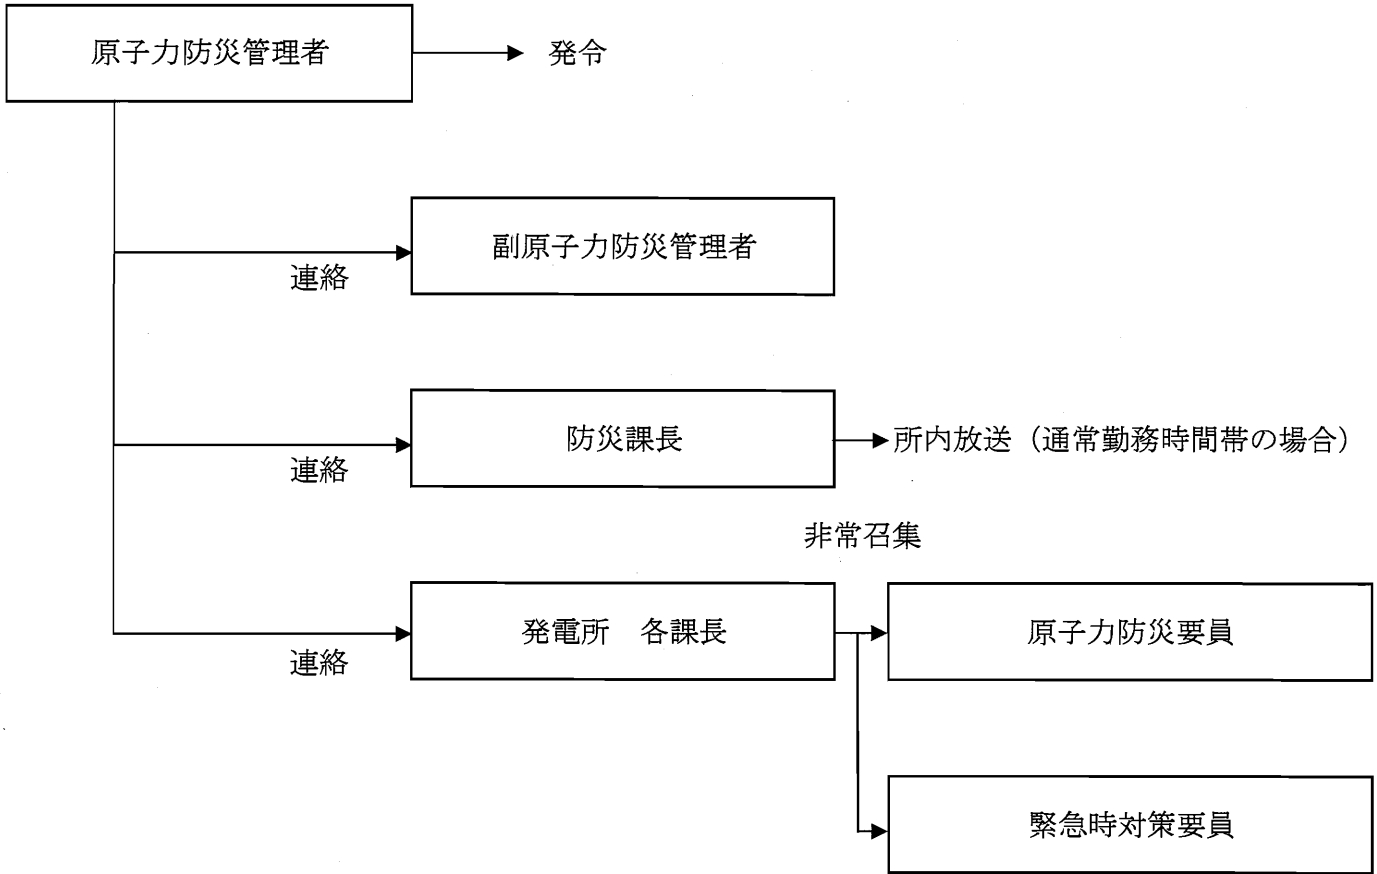 原子力防災管理者
発令
副原子力防災管理者
連絡
防災課長
所内放送（通常勤務時間帯の場合）
連絡
非常召集
発電所　各課長
原子力防災要員
連絡
緊急時対策要員